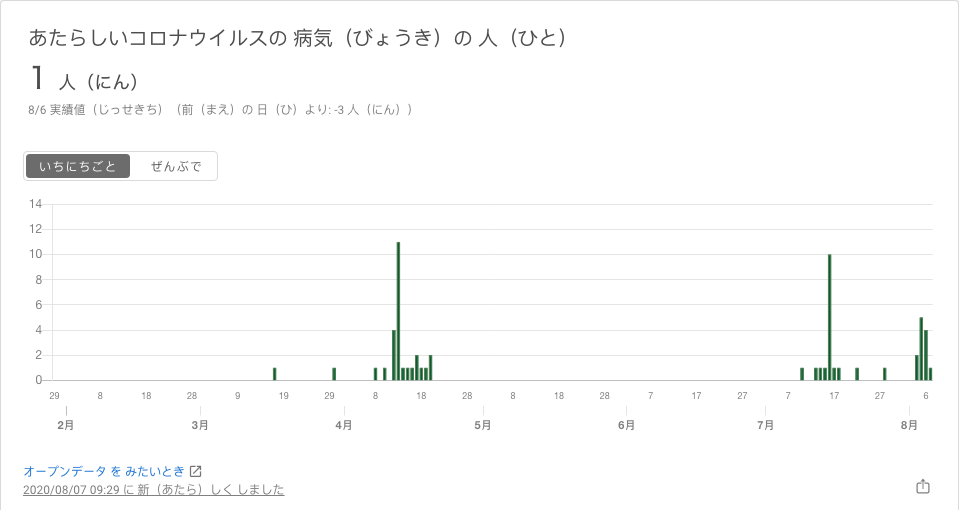 あたらしいコロナウイルスの 病気（びょうき）の 人（ひと）
1 人（にん）
8/6 実績値（じっせきち）（前（まえ）の 日（ひ）より: -3 人（にん））
いちにちごと ぜんぶで
14
12
10
8
6
4
2
0
29 8 18 28 9 19 29 8 18 28 8 18 28 7 17 27 7 17 27 6
2月 3月 4月 5月 6月 7月 8月
オープンデータ を みたいとき
2020/08/07 09:29 に 新（あたら）しく しました